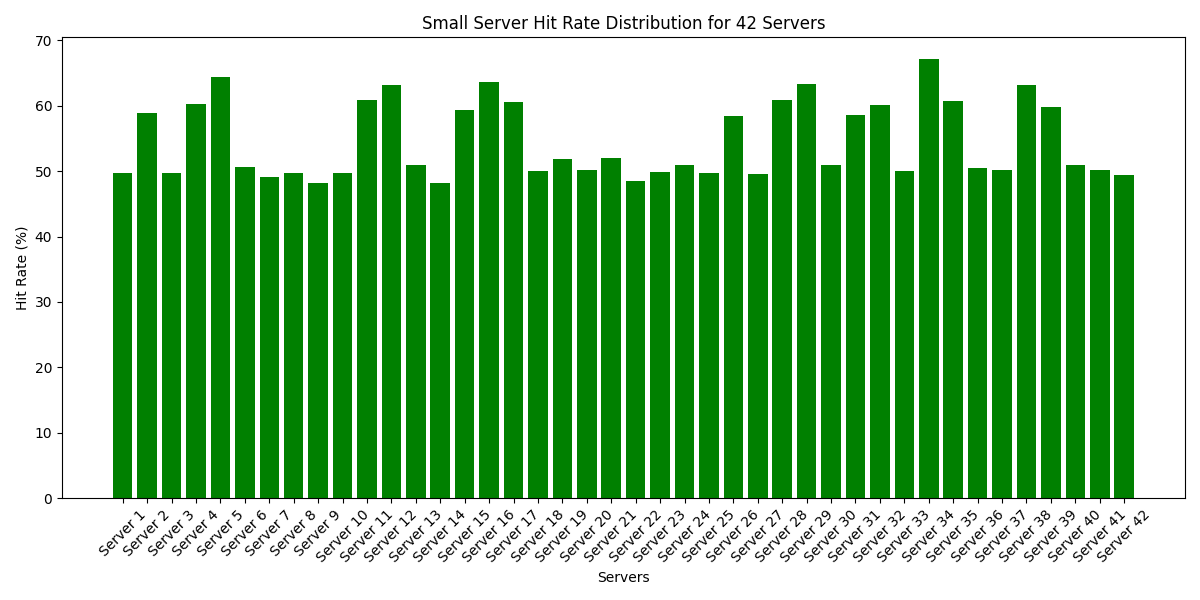 Small Server Hit Rate Distribution for 42 Servers
Hit Rate (%)
70
60
50
40
30
20
10
0
Server 1
Server 2
Server 3
Server 4
Server 5
Server 6
Server 7
Server 8
Server 9
Server 10
Server 11
Server 12
Server 13
Server 14
Server 15
Server 16
Server 17
Server 18
Server 19
Server 20
Server 21
Server 22
Server 23
Server 24
Server 25
Server 26
Server 27
Server 28
Server 29
Server 30
Server 31
Server 32
Server 33
Server 34
Server 35
Server 36
Server 37
Server 38
Server 39
Server 40
Server 41
Server 42
Servers